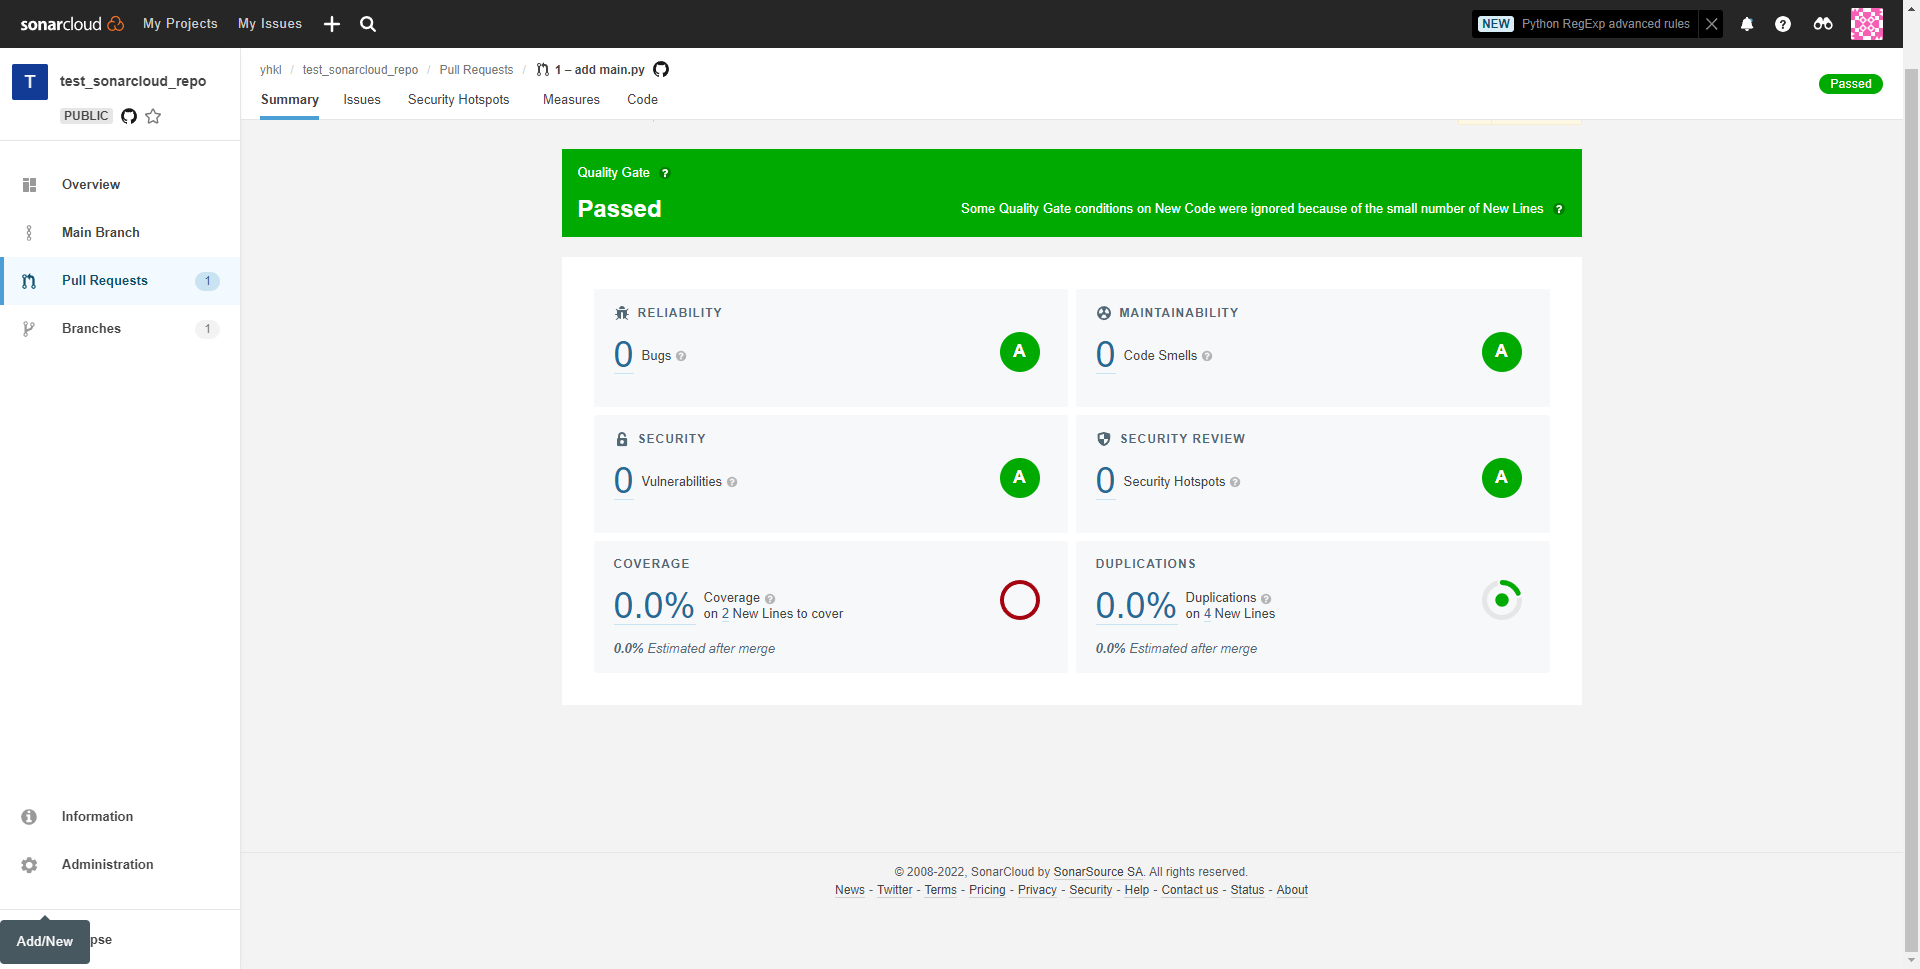 sonarcloud My Projects My Issues NEW Python RegExp advanced rules
T test_sonarcloud_repo
PUBLIC
yhkl / test_sonarcloud_repo / Pull Requests / 1 – add main.py
Summary Issues Security Hotspots Measures Code
Passed
Overview
Main Branch
Pull Requests 1
Branches 1
Information
Administration
Add/New pse
Quality Gate ?
Passed Some Quality Gate conditions on New Code were ignored because of the small number of New Lines ?
RELIABILITY
0 Bugs ? A
MAINTAINABILITY
0 Code Smells ? A
SECURITY
0 Vulnerabilities ? A
SECURITY REVIEW
0 Security Hotspots ? A
COVERAGE
0.0% Coverage ?
on 2 New Lines to cover
0.0% Estimated after merge
DUPLICATIONS
0.0% Duplications ?
on 4 New Lines
0.0% Estimated after merge
© 2008-2022, SonarCloud by SonarSource SA. All rights reserved.
News - Twitter - Terms - Pricing - Privacy - Security - Help - Contact us - Status - About